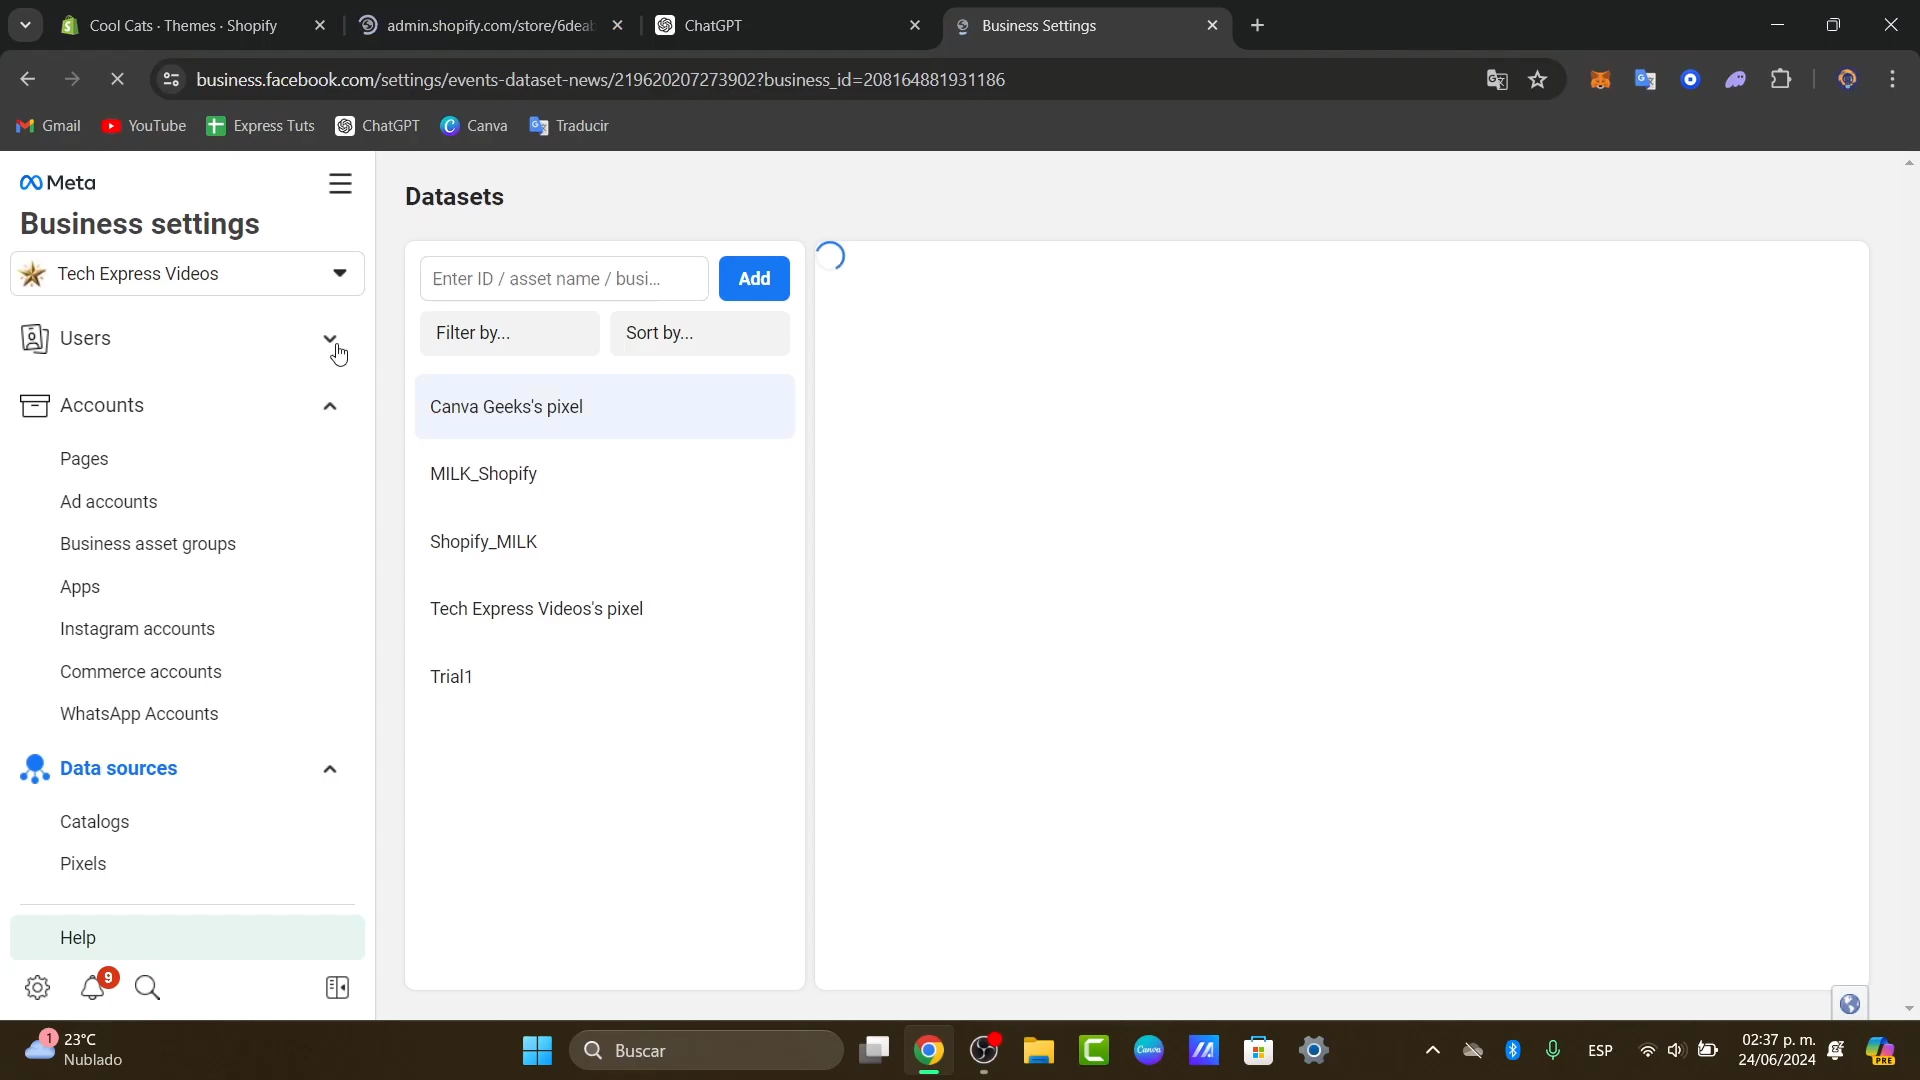 Cool Cats · Themes · Shopify
admin.shopify.com/store/6deab
ChatGPT
Business Settings
business.facebook.com/settings/events-dataset-news/219620207273902?business_id=208164881931186
Gmail
YouTube
Express Tuts
ChatGPT
Canva
Traducir
Meta
Business settings
Tech Express Videos
Users
Accounts
Pages
Ad accounts
Business asset groups
Apps
Instagram accounts
Commerce accounts
WhatsApp Accounts
Data sources
Catalogs
Pixels
Help
9
Datasets
Enter ID / asset name / busi...
Add
Filter by...
Sort by...
Canva Geeks's pixel
MILK_Shopify
Shopify_MILK
Tech Express Videos's pixel
Trial1
1
23°C
Nublado
Buscar
Canva
ESP
02:37 p. m.
24/06/2024
PRE